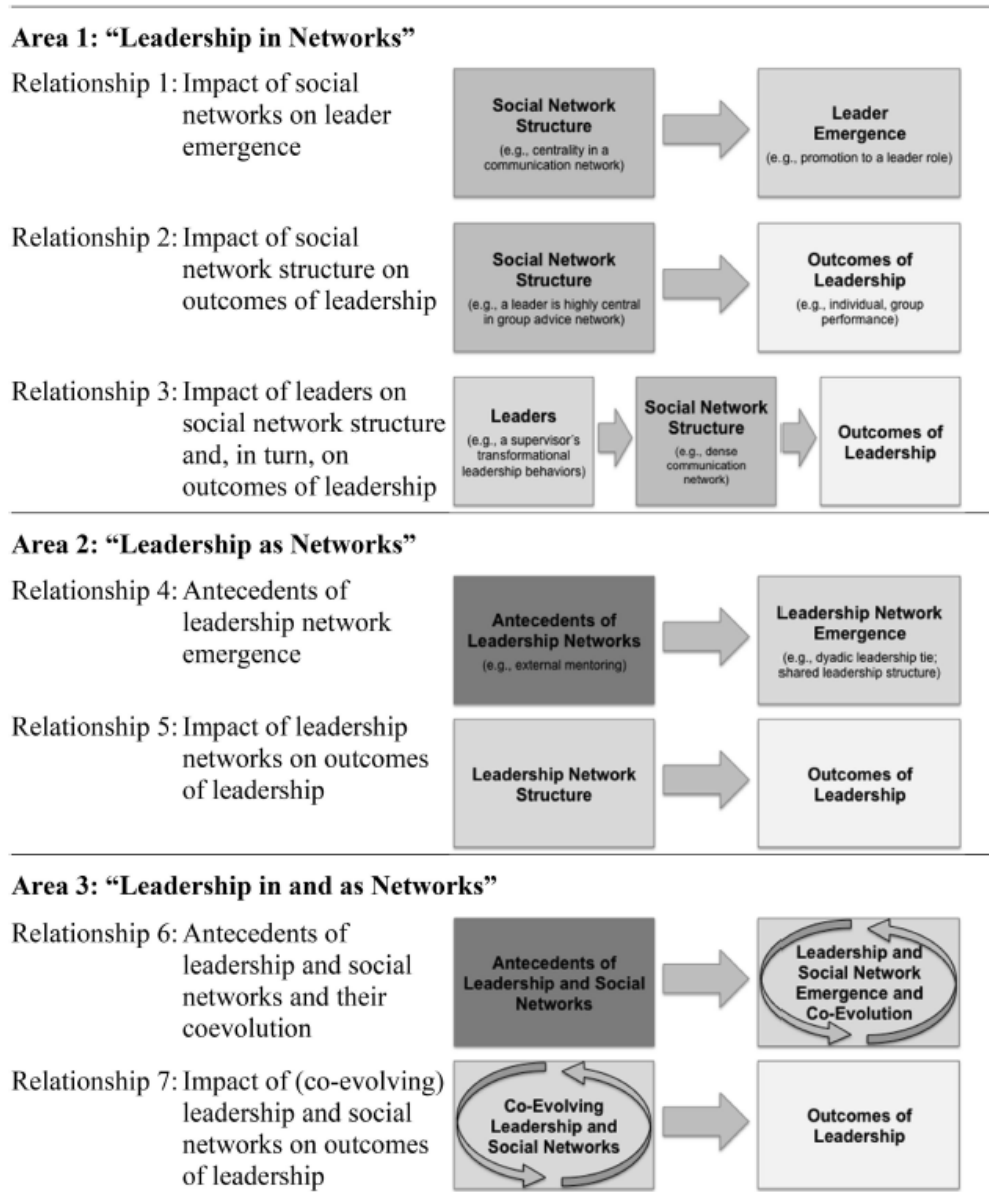 Area 1: “Leadership in Networks”
Relationship 1: Impact of social
networks on leader
emergence
Social Network
Structure
(e.g., centrality in a
communication network)
Leader
Emergence
(e.g., promotion to a leader role)
Relationship 2: Impact of social
network structure on
outcomes of leadership
Social Network
Structure
(e.g., a leader is highly central
in group advice network)
Outcomes of
Leadership
(e.g., individual, group
performance)
Relationship 3: Impact of leaders on
social network structure
and, in turn, on
outcomes of leadership
Leaders
(e.g., a supervisor´s
transformational
leadership behaviors)
Social Network
Structure
(e.g., dense
communication
network)
Outcomes of
Leadership
Area 2: “Leadership as Networks”
Relationship 4: Antecedents of
leadership network
emergence
Antecedents of
Leadership Networks
(e.g., external mentoring)
Leadership Network
Emergence
(e.g., dyadic leadership tie;
shared leadership structure)
Relationship 5: Impact of leadership
networks on outcomes
of leadership
Leadership Network
Structure
Outcomes of
Leadership
Area 3: “Leadership in and as Networks”
Relationship 6: Antecedents of
leadership and social
networks and their
coevolution
Antecedents of
Leadership and Social
Networks
Leadership and
Social Network
Emergence and
Co-Evolution
Relationship 7: Impact of (co-evolving)
leadership and social
networks on outcomes
of leadership
Co-Evolving
Leadership and
Social Networks
Outcomes of
Leadership